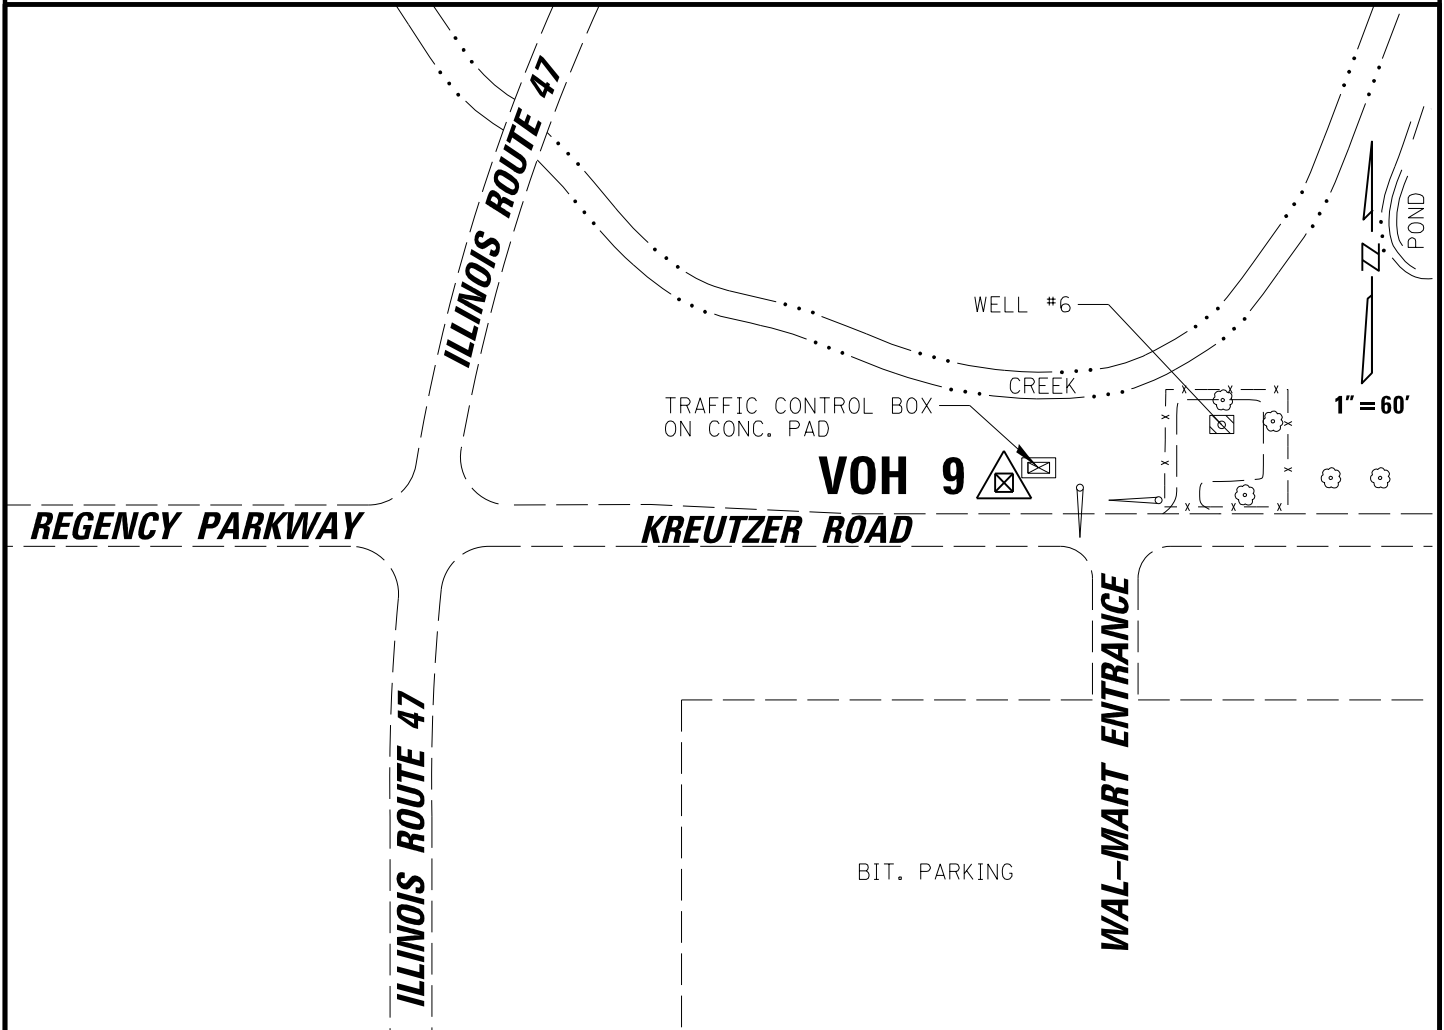 ILLINOIS ROUTE 47
POND
WELL #6
CREEK
1" = 60'
TRAFFIC CONTROL BOX
ON CONC. PAD
VOH 9
REGENCY PARKWAY
KREUTZER ROAD
WAL-MART ENTRANCE
ILLINOIS ROUTE 47
BIT. PARKING